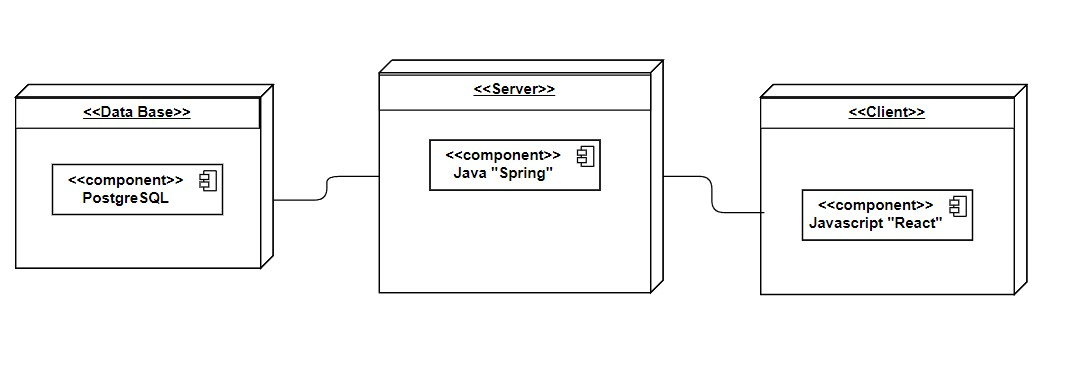 <<Data Base>>
<<component>>
PostgreSQL
<<Server>>
<<component>>
Java "Spring"
<<Client>>
<<component>>
Javascript "React"